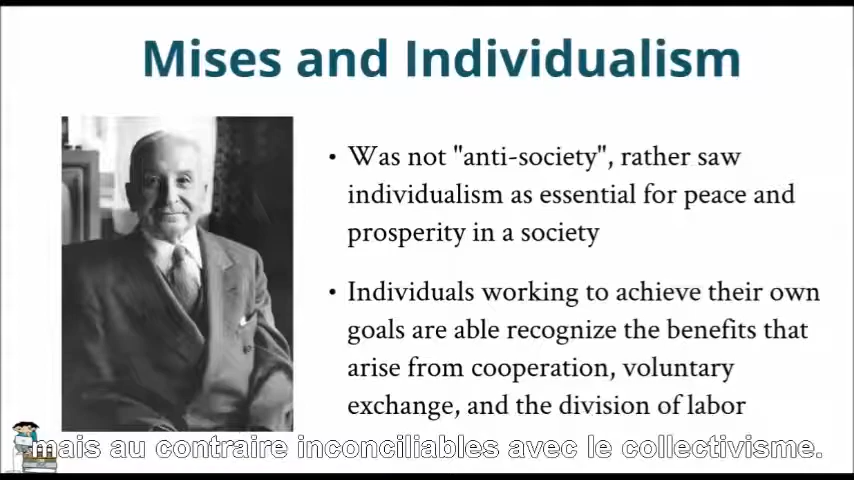 Mises and Individualism
• Was not "anti-society", rather saw
individualism as essential for peace and
prosperity in a society
• Individuals working to achieve their own
goals are able recognize the benefits that
arise from cooperation, voluntary
exchange, and the division of labor
mais au contraire inconciliables avec le collectivisme.